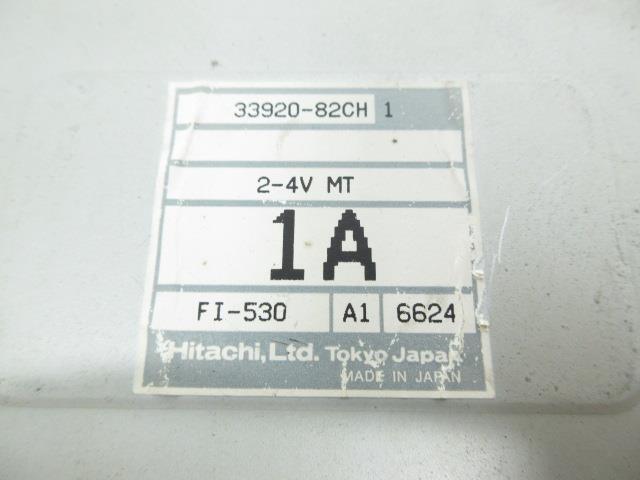 33920-82CH 1
2-4V MT
1A
FI-530 A1 6624
Hitachi, Ltd. Tokyo Japan
MADE IN JAPAN